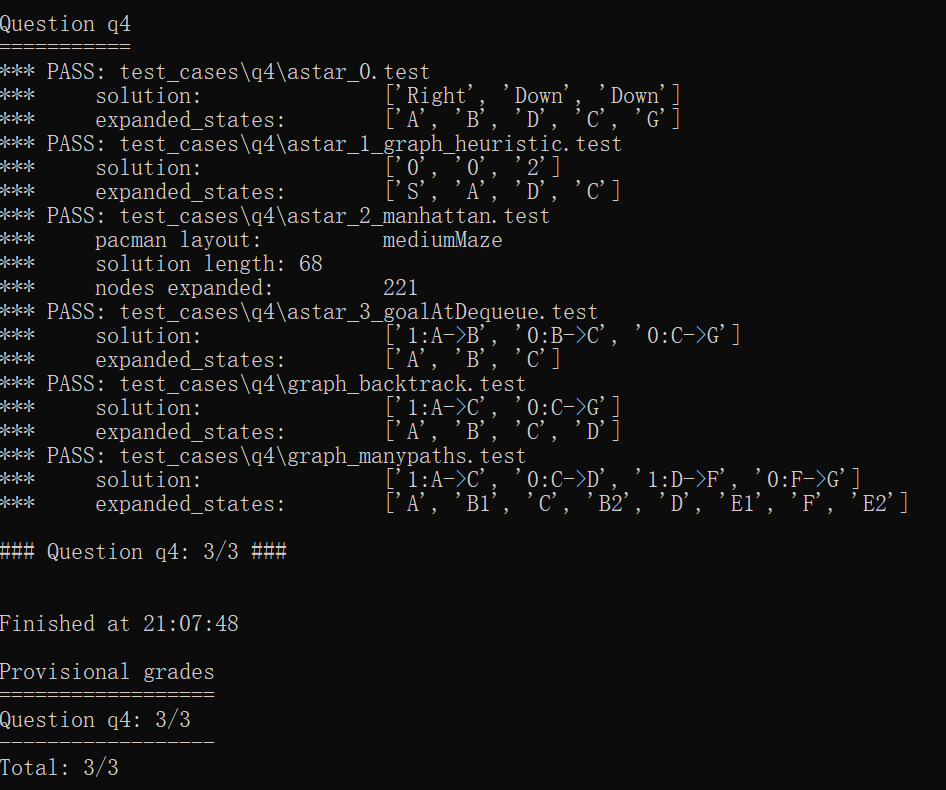 Question q4
===========
*** PASS: test_cases\q4\astar_0.test
***     solution:               ['Right', 'Down', 'Down']
***     expanded_states:        ['A', 'B', 'D', 'C', 'G']
*** PASS: test_cases\q4\astar_1_graph_heuristic.test
***     solution:               ['0', '0', '2']
***     expanded_states:        ['S', 'A', 'D', 'C']
*** PASS: test_cases\q4\astar_2_manhattan.test
***     pacman layout:          mediumMaze
***     solution length: 68
***     nodes expanded:         221
*** PASS: test_cases\q4\astar_3_goalAtDequeue.test
***     solution:               ['1:A->B', '0:B->C', '0:C->G']
***     expanded_states:        ['A', 'B', 'C']
*** PASS: test_cases\q4\graph_backtrack.test
***     solution:               ['1:A->C', '0:C->G']
***     expanded_states:        ['A', 'B', 'C', 'D']
*** PASS: test_cases\q4\graph_manypaths.test
***     solution:               ['1:A->C', '0:C->D', '1:D->F', '0:F->G']
***     expanded_states:        ['A', 'B1', 'C', 'B2', 'D', 'E1', 'F', 'E2']
### Question q4: 3/3 ###
Finished at 21:07:48
Provisional grades
==================
Question q4: 3/3
------------------
Total: 3/3